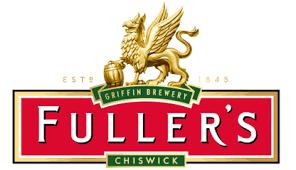 ESTD 1845
GRIFFIN BREWERY
FULLER'S
CHISWICK